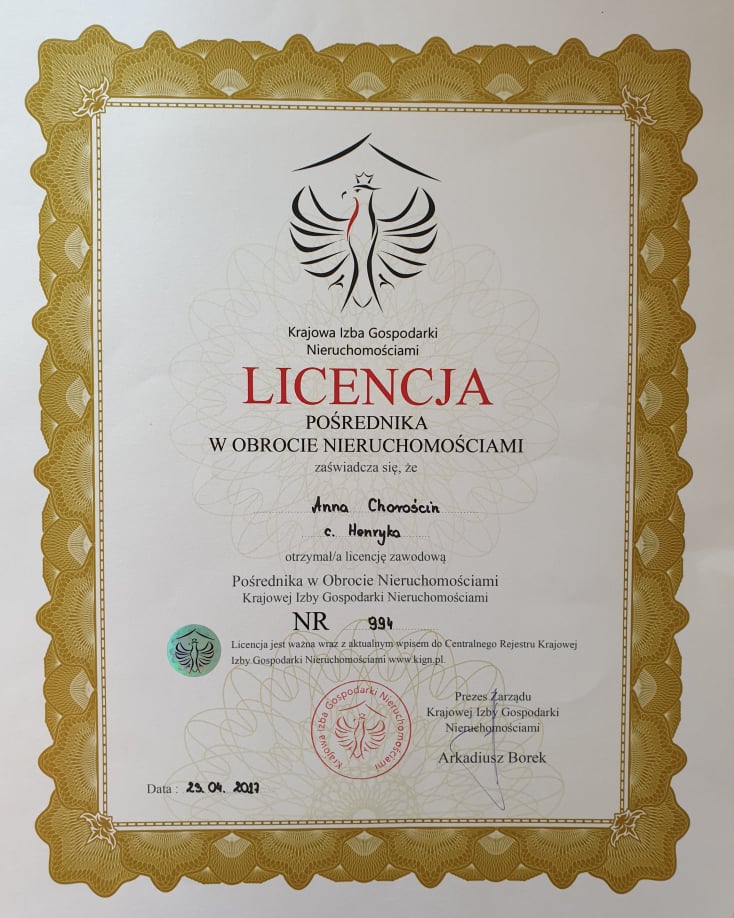 Krajowa Izba Gospodarki
Nieruchomościami
LICENCJA
POŚREDNIKA
W OBROCIE NIERUCHOMOŚCIAMI
zaświadcza się, że
Anna Chorościn
c. Henryka
otrzymał/a licencję zawodową
Pośrednika w Obrocie Nieruchomościami
Krajowej Izby Gospodarki Nieruchomościami
NR 994
Licencja jest ważna wraz z aktualnym wpisem do Centralnego Rejestru Krajowej
Izby Gospodarki Nieruchomościami www.kign.pl.
Krajowa Izba Gospodarki Nieruchomościami
Prezes Zarządu
Krajowej Izby Gospodarki
Nieruchomościami
Arkadiusz Borek
Data : 29.04.2017